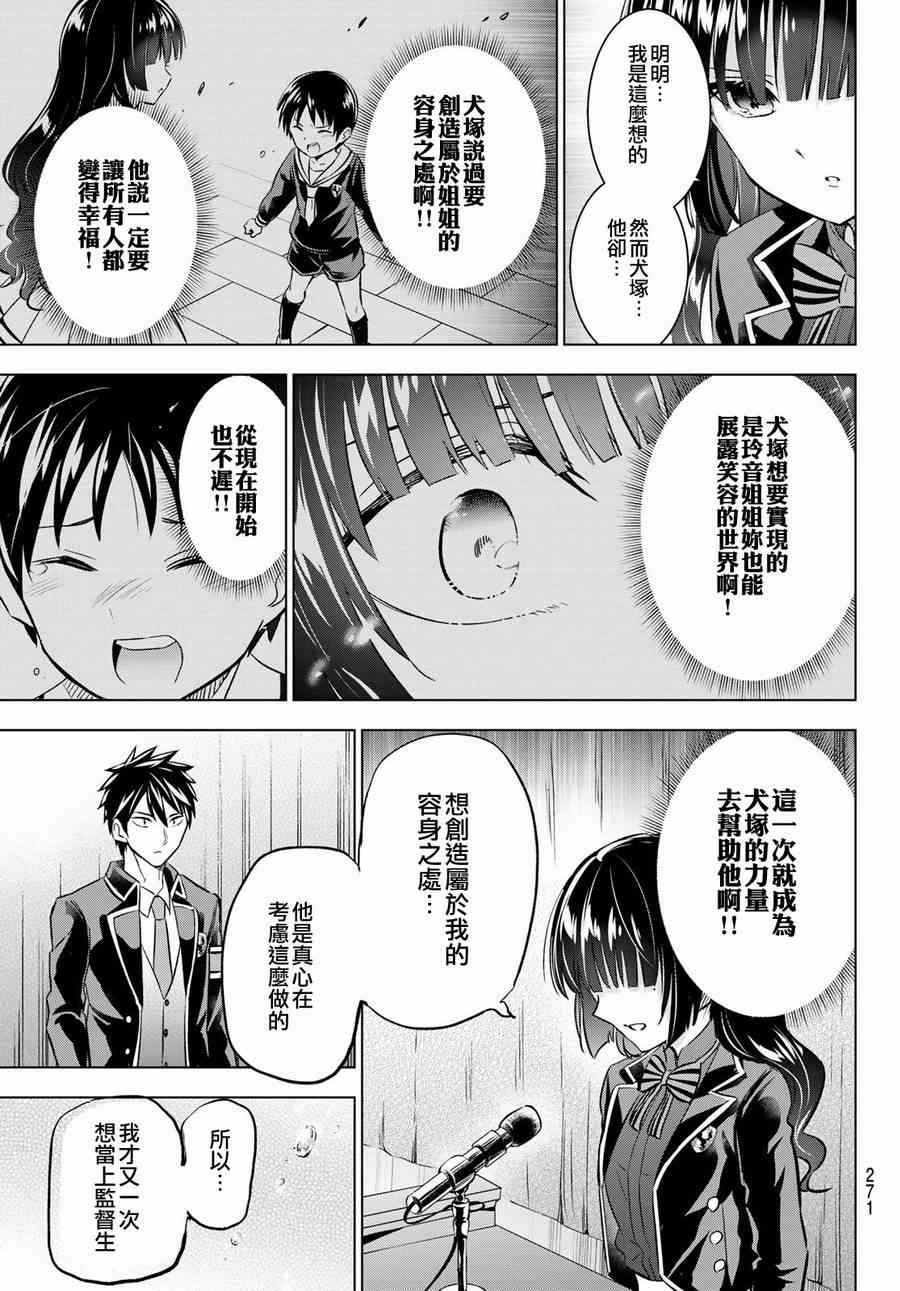 明明…
我是這麼想的
然而犬塚…
他卻…
犬塚說過要
創造屬於姐姐的
容身之處啊!!
他說一定要
讓所有人都
變得幸福！
犬塚想要實現的
是玲音姐姐妳也能
展露笑容的世界啊！
從現在開始
也不遲!!
這一次就成為
犬塚的力量
去幫助他啊!!
想創造屬於我的
容身之處…
他是真心在
考慮這麼做的
所以…
我才又一次
想當上監督生
271